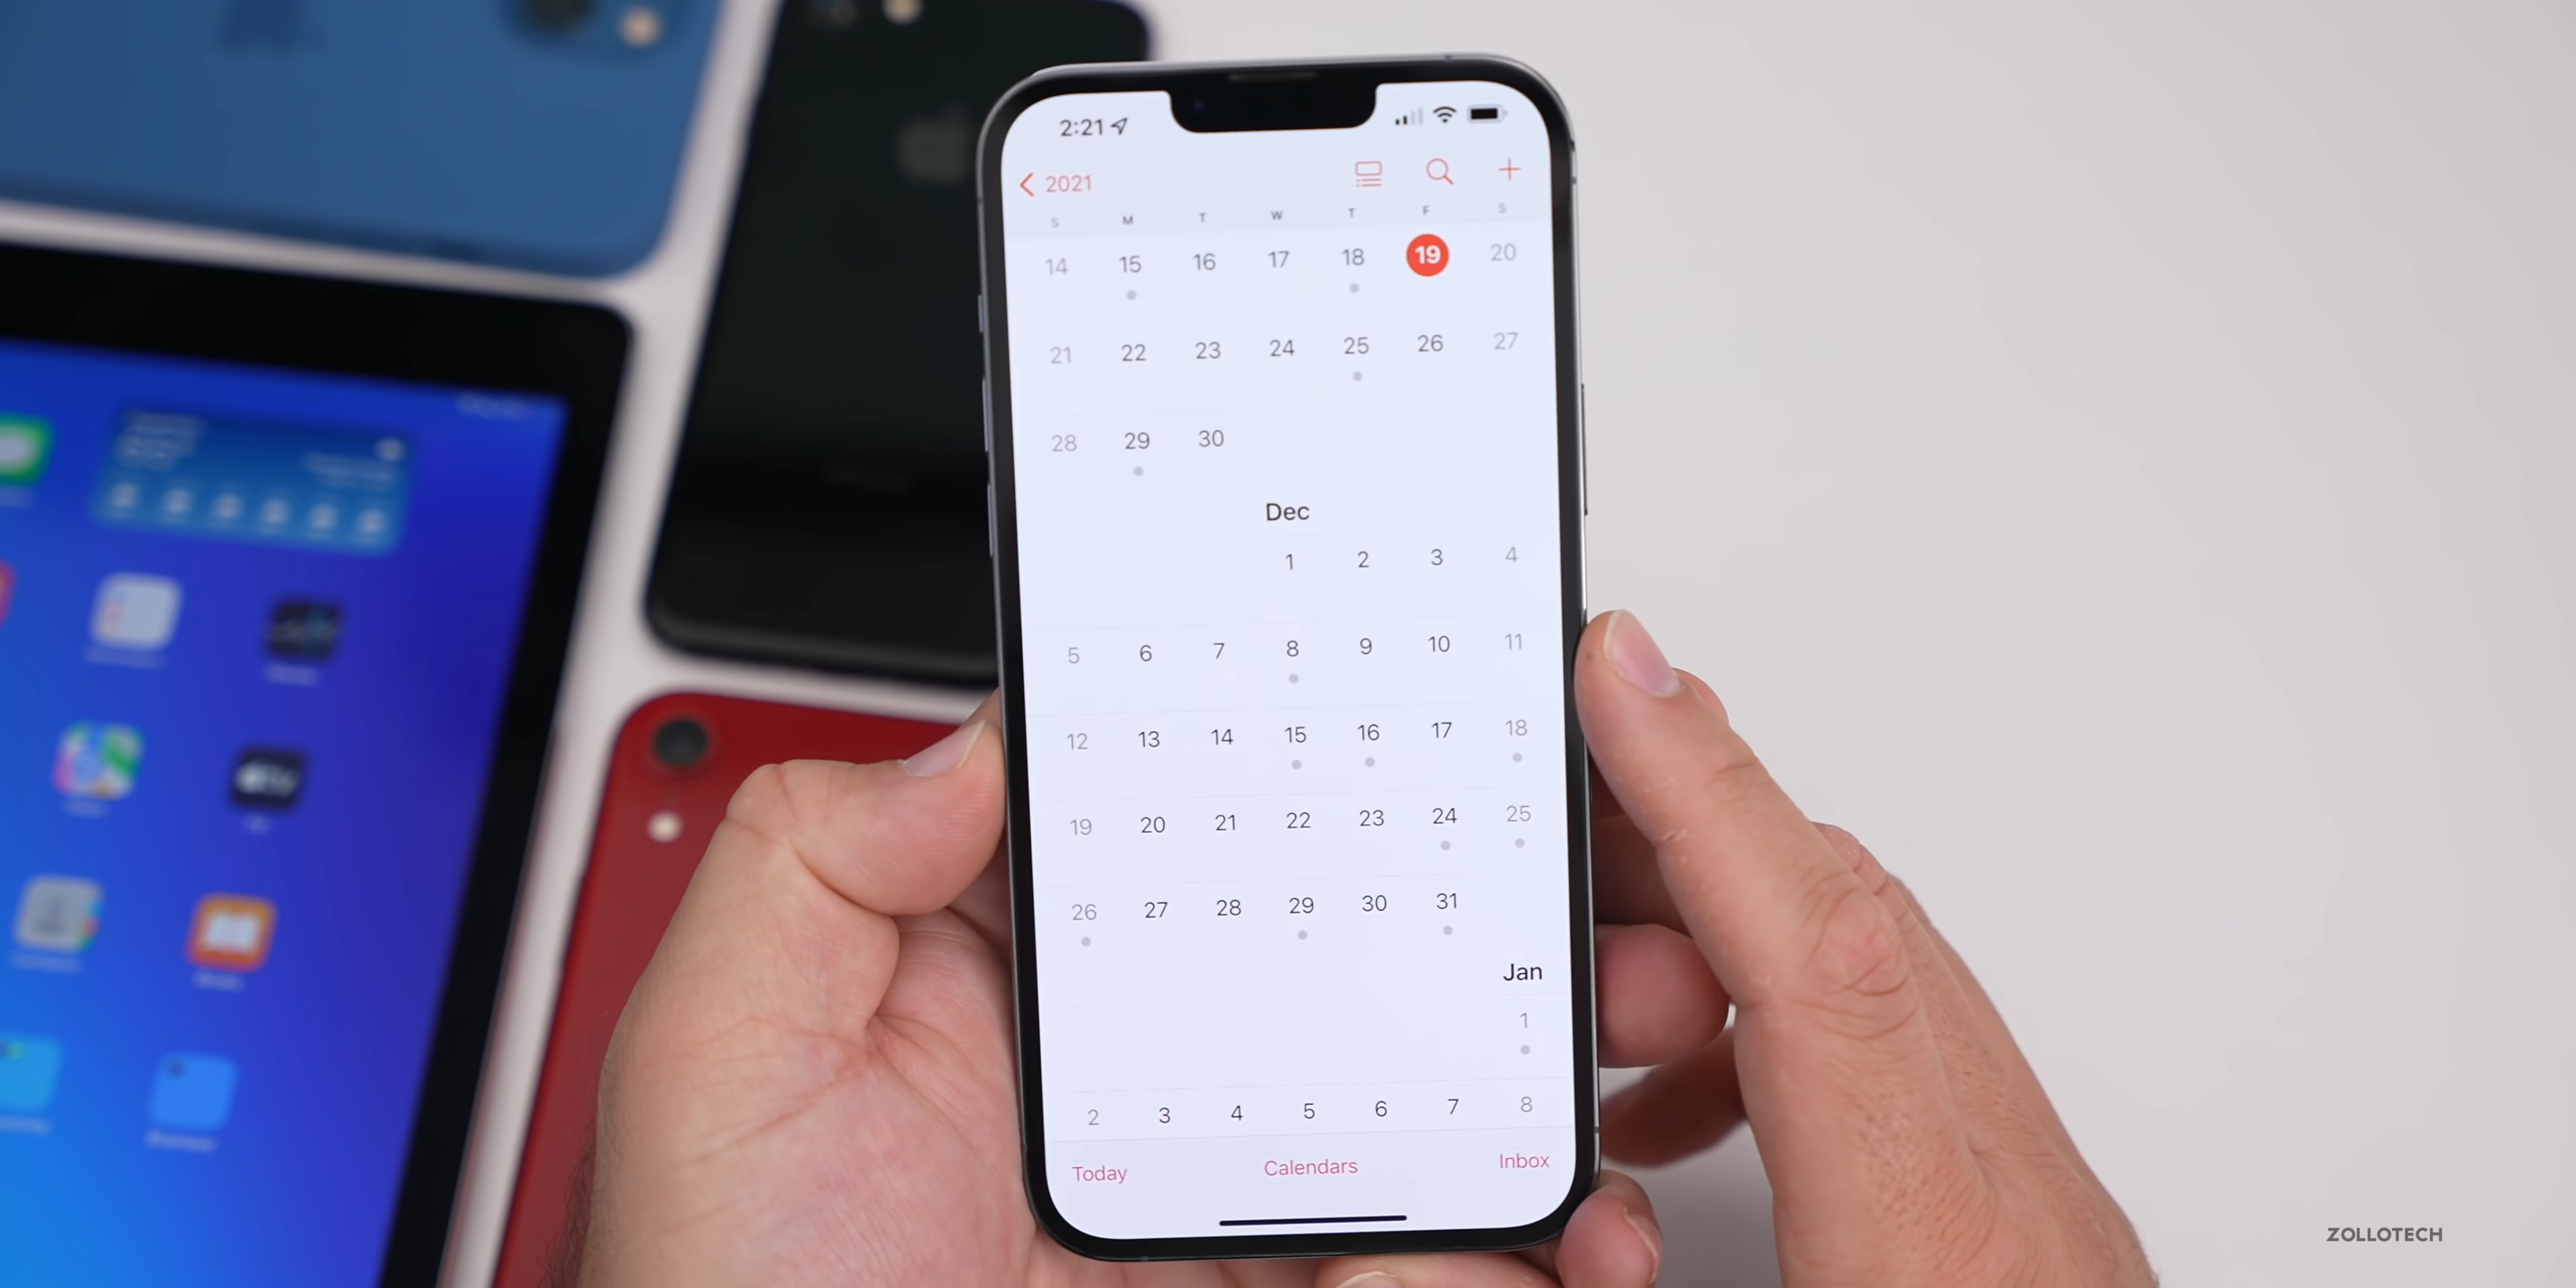 2:21
2021
S M T W T F S
14 15 16 17 18 19 20
21 22 23 24 25 26 27
28 29 30
Dec
1 2 3 4
5 6 7 8 9 10 11
12 13 14 15 16 17 18
19 20 21 22 23 24 25
26 27 28 29 30 31
Jan
1
2 3 4 5 6 7 8
Today Calendars Inbox
ZOLLOTECH